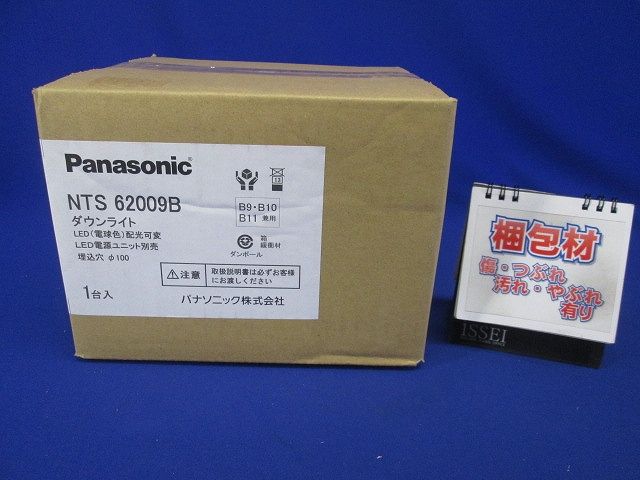 Panasonic
NTS 62009B
ダウンライト
LED(電球色)配光可変
LED電源ユニット別売
埋込穴 φ100
1台入
13
B9・B10
B11 兼用
箱
緩衝材
ダンボール
⚠注意
取扱説明書は必ずお客様
にお渡しください
パナソニック株式会社
梱包材
傷・つぶれ
汚れ・やぶれ
有り
ISSEI